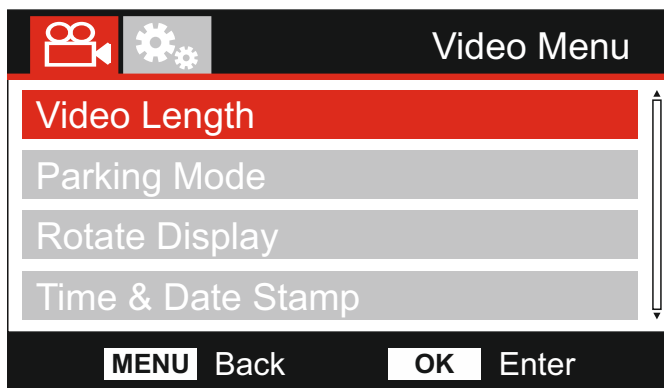 Video Menu
Video Length
Parking Mode
Rotate Display
Time & Date Stamp
MENU Back OK Enter